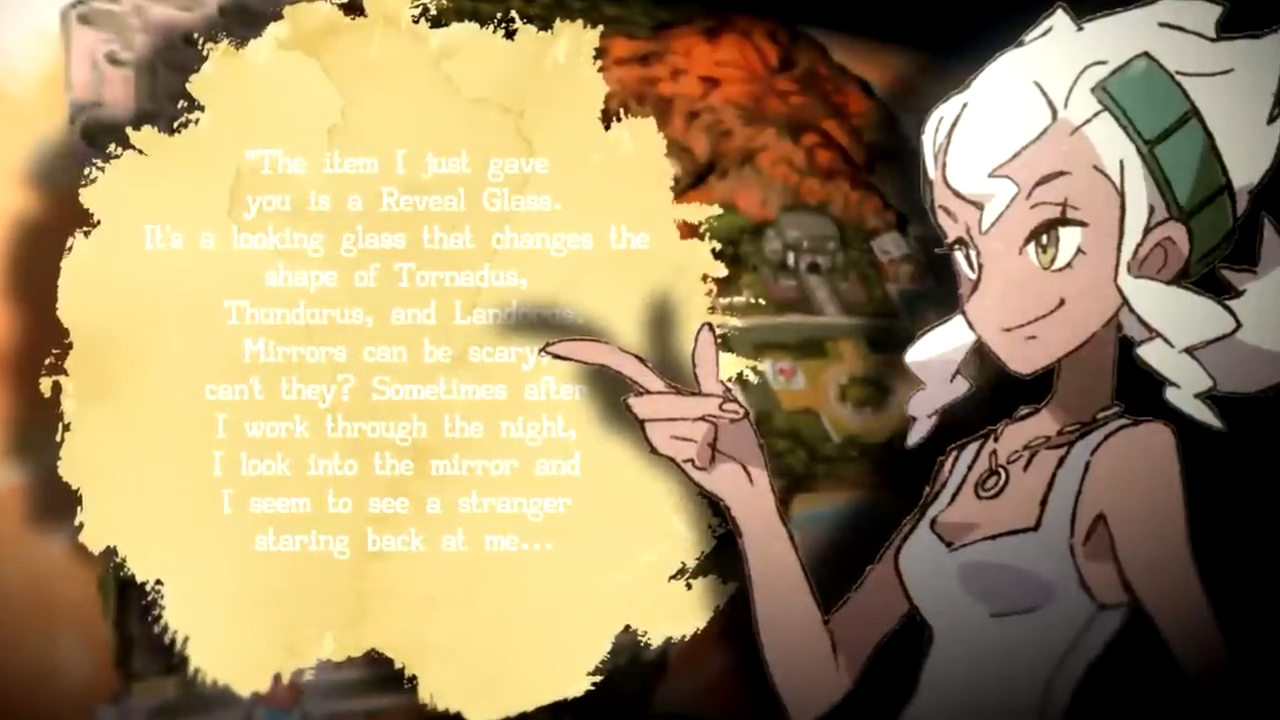 "The item I just gave
you is a Reveal Glass.
It's a looking glass that changes the
shape of Tornadus,
Thundurus, and Landorus.
Mirrors can be scary,
can't they? Sometimes after
I work through the night,
I look into the mirror and
I seem to see a stranger
staring back at me...